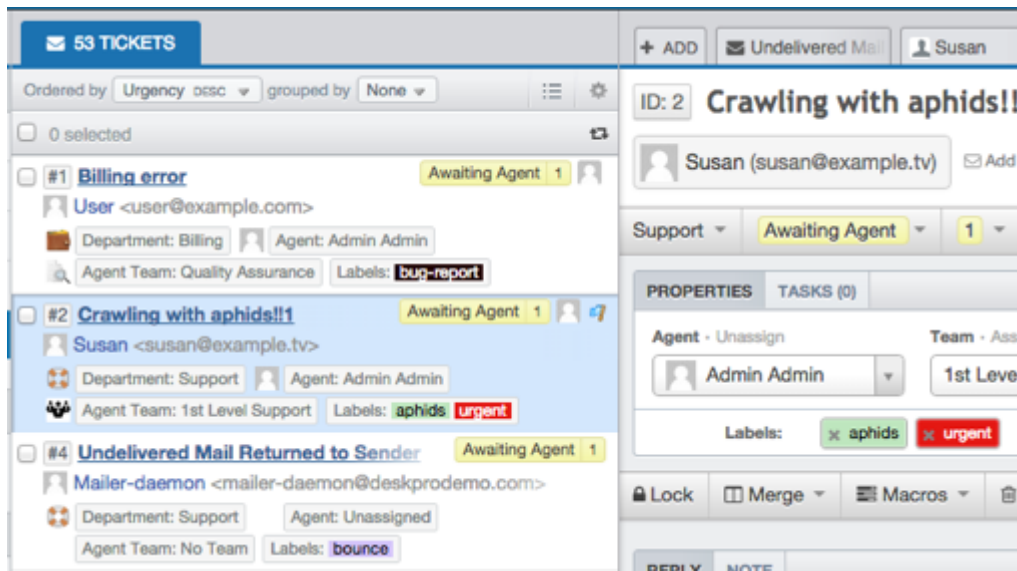 53 TICKETS
Ordered by Urgency DESC grouped by None
0 selected
#1 Billing error Awaiting Agent 1
User <user@example.com>
Department: Billing Agent: Admin Admin
Agent Team: Quality Assurance Labels: bug-report
#2 Crawling with aphids!!1 Awaiting Agent 1
Susan <susan@example.tv>
Department: Support Agent: Admin Admin
Agent Team: 1st Level Support Labels: aphids urgent
#4 Undelivered Mail Returned to Sender Awaiting Agent 1
Mailer-daemon <mailer-daemon@deskprodemo.com>
Department: Support Agent: Unassigned
Agent Team: No Team Labels: bounce
+ ADD Undelivered Mail Susan
ID: 2 Crawling with aphids!!
Susan (susan@example.tv) Add
Support Awaiting Agent 1
PROPERTIES TASKS (0)
Agent · Unassign Team · Ass
Admin Admin 1st Leve
Labels: × aphids × urgent
Lock Merge Macros
REPLY NOTE